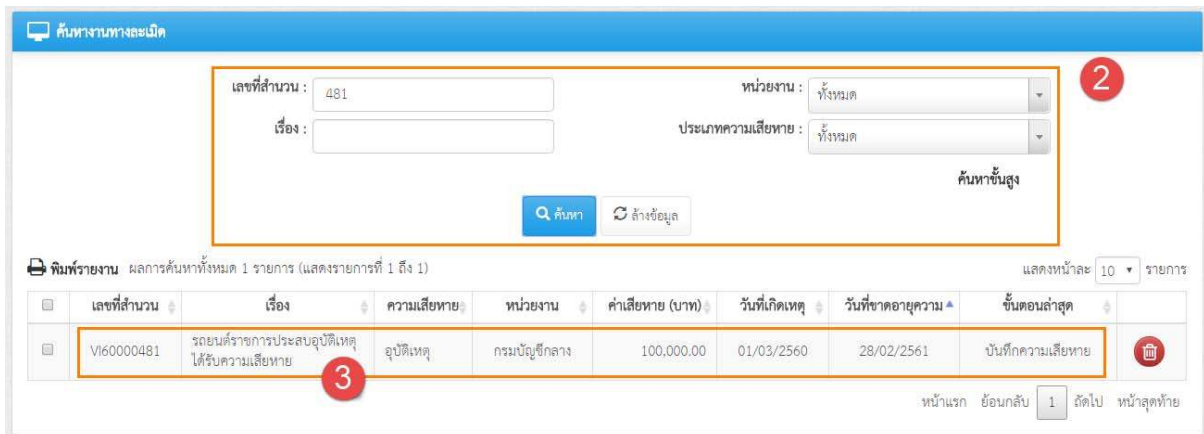 ค้นหางานทางละเมิด
เลขที่สำนวน : 481 หน่วยงาน : ทั้งหมด 2
เรื่อง : ประเภทความเสียหาย : ทั้งหมด
ค้นหาขั้นสูง
ค้นหา ล้างข้อมูล
พิมพ์รายงาน ผลการค้นหาทั้งหมด 1 รายการ (แสดงรายการที่ 1 ถึง 1) แสดงหน้าละ 10 รายการ
เลขที่สำนวน เรื่อง ความเสียหาย หน่วยงาน ค่าเสียหาย (บาท) วันที่เกิดเหตุ วันที่ขาดอายุความ ขั้นตอนล่าสุด
VI60000481 รถยนต์ราชการประสบอุบัติเหตุ อุบัติเหตุ กรมบัญชีกลาง 100,000.00 01/03/2560 28/02/2561 บันทึกความเสียหาย
ได้รับความเสียหาย
3
หน้าแรก ย้อนกลับ 1 ถัดไป หน้าสุดท้าย